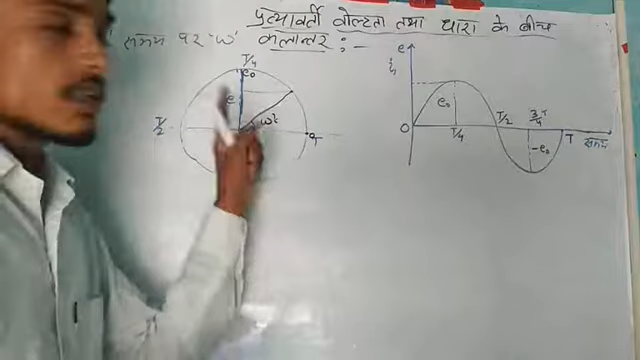 प्रत्यावर्ती वोल्टता तथा धारा के बीच
समय पर 'ω' कलान्तर :-
T/4
e₀
e
ωt
T/2
e
i,
e₀
O
T/4
T/2
3/4 T
-e₀
T
समय